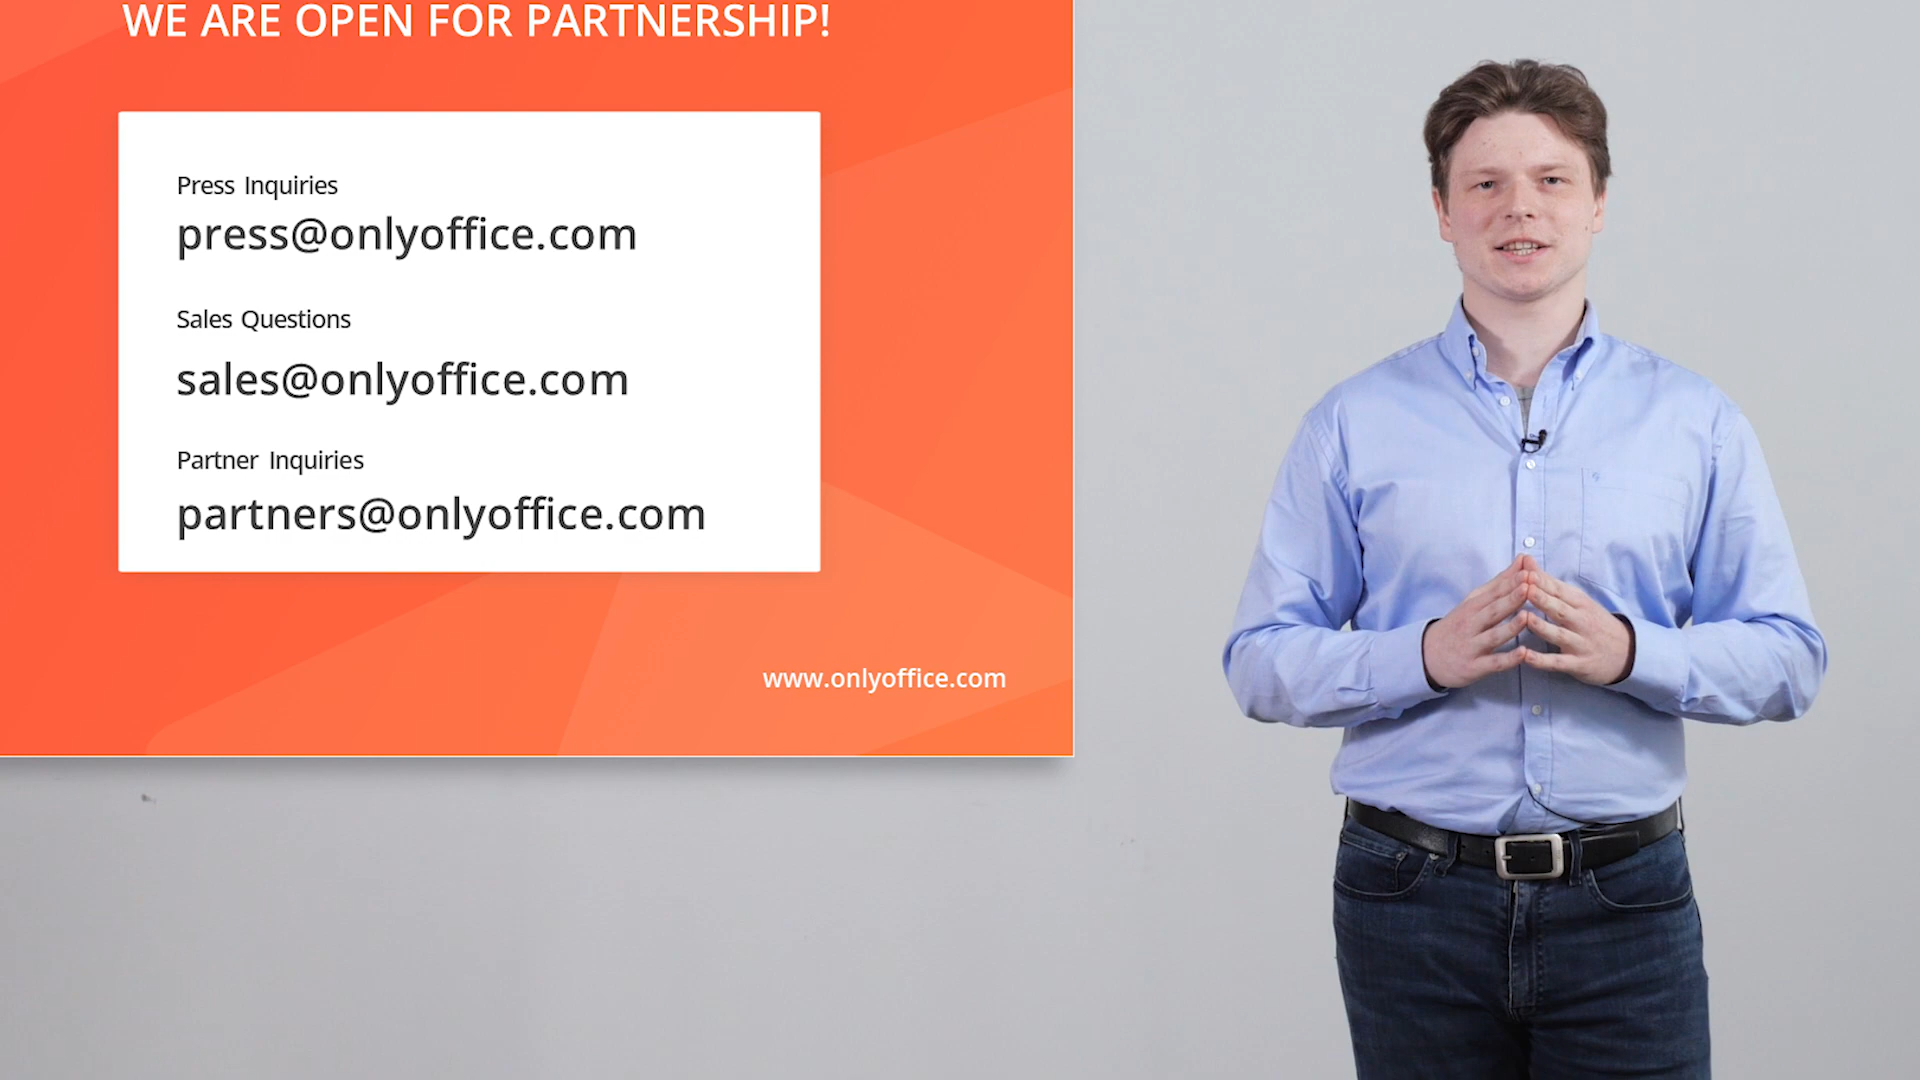 WE ARE OPEN FOR PARTNERSHIP!
Press Inquiries
press@onlyoffice.com
Sales Questions
sales@onlyoffice.com
Partner Inquiries
partners@onlyoffice.com
www.onlyoffice.com